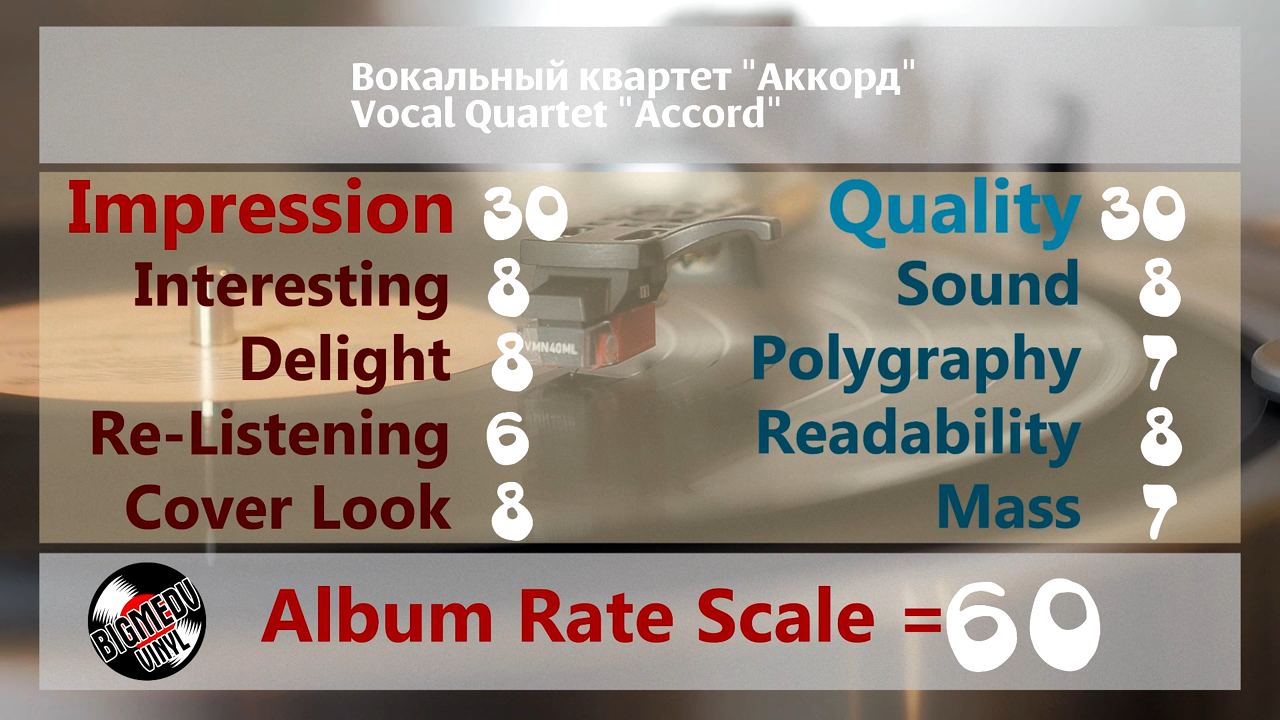 Вокальный квартет "Аккорд"
Vocal Quartet "Accord"
Impression 30
Interesting 8
Delight 8
Re-Listening 6
Cover Look 8
Quality 30
Sound 8
Polygraphy 7
Readability 8
Mass 7
VMN40ML
BIGMEDU
VINYL
Album Rate Scale =60